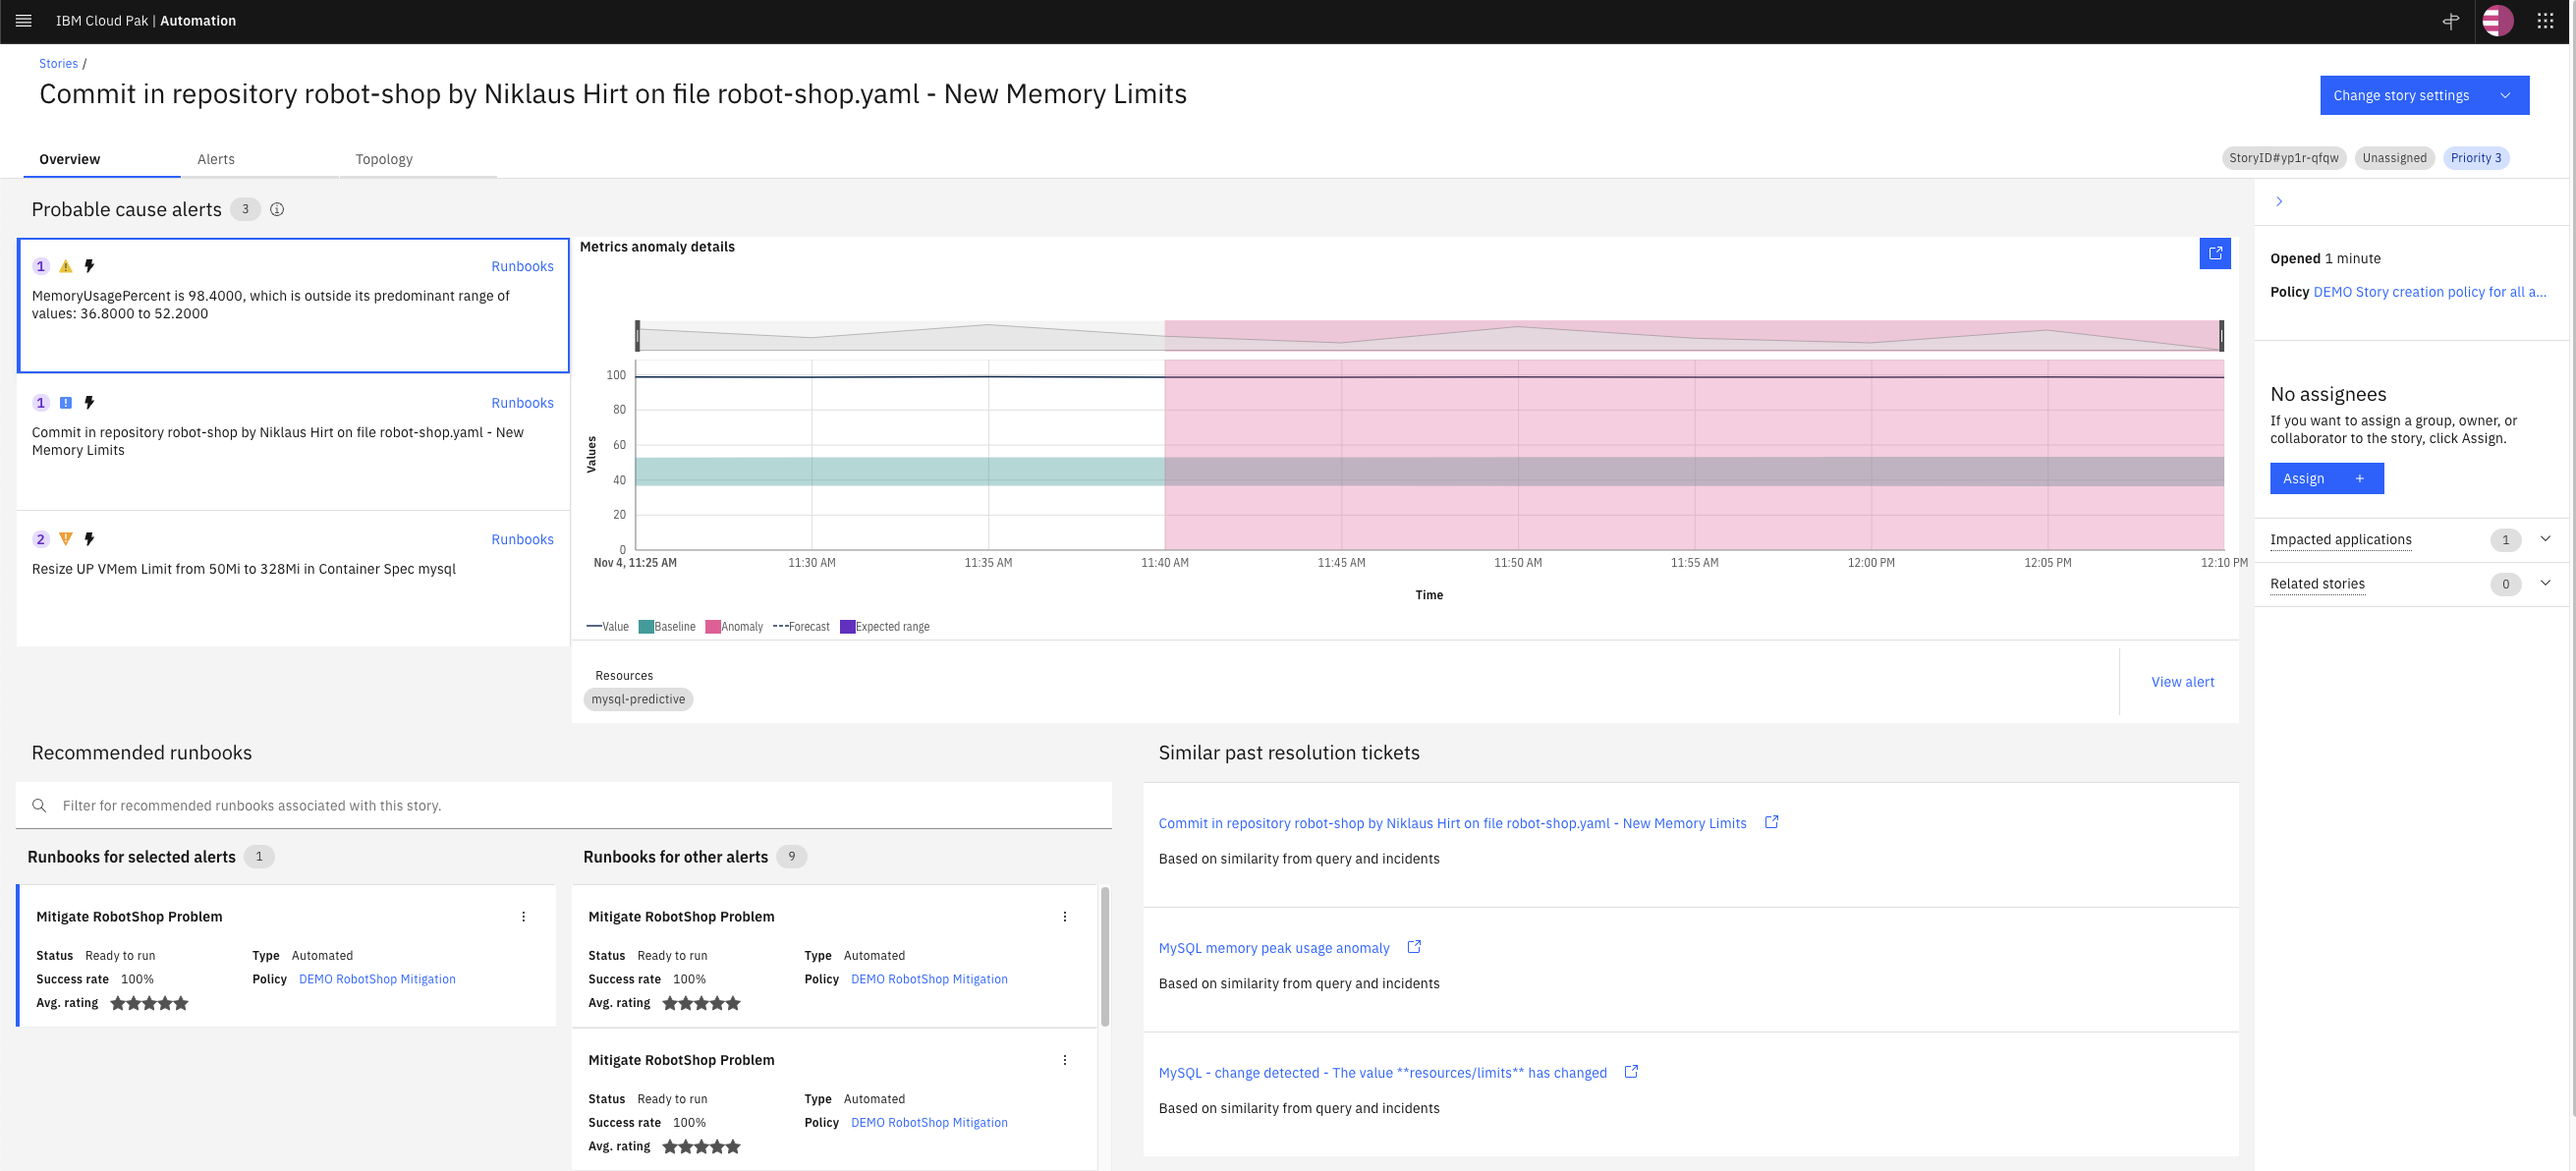 IBM Cloud Pak | Automation
Stories /
Commit in repository robot-shop by Niklaus Hirt on file robot-shop.yaml - New Memory Limits
Change story settings
Overview
Alerts
Topology
StoryID#yp1r-qfqw
Unassigned
Priority 3
Probable cause alerts 3
1
Runbooks
MemoryUsagePercent is 98.4000, which is outside its predominant range of
values: 36.8000 to 52.2000
1
Runbooks
Commit in repository robot-shop by Niklaus Hirt on file robot-shop.yaml - New
Memory Limits
2
Runbooks
Resize UP VMem Limit from 50Mi to 328Mi in Container Spec mysql
Metrics anomaly details
Values
100
80
60
40
20
0
Nov 4, 11:25 AM
11:30 AM
11:35 AM
11:40 AM
11:45 AM
11:50 AM
11:55 AM
12:00 PM
12:05 PM
12:10 PM
Time
Value
Baseline
Anomaly
Forecast
Expected range
Resources
mysql-predictive
View alert
Opened 1 minute
Policy DEMO Story creation policy for all a...
No assignees
If you want to assign a group, owner, or
collaborator to the story, click Assign.
Assign +
Impacted applications 1
Related stories 0
Recommended runbooks
Filter for recommended runbooks associated with this story.
Runbooks for selected alerts 1
Mitigate RobotShop Problem
Status Ready to run
Type Automated
Success rate 100%
Policy DEMO RobotShop Mitigation
Avg. rating
Runbooks for other alerts 9
Mitigate RobotShop Problem
Status Ready to run
Type Automated
Success rate 100%
Policy DEMO RobotShop Mitigation
Avg. rating
Mitigate RobotShop Problem
Status Ready to run
Type Automated
Success rate 100%
Policy DEMO RobotShop Mitigation
Avg. rating
Similar past resolution tickets
Commit in repository robot-shop by Niklaus Hirt on file robot-shop.yaml - New Memory Limits
Based on similarity from query and incidents
MySQL memory peak usage anomaly
Based on similarity from query and incidents
MySQL - change detected - The value **resources/limits** has changed
Based on similarity from query and incidents